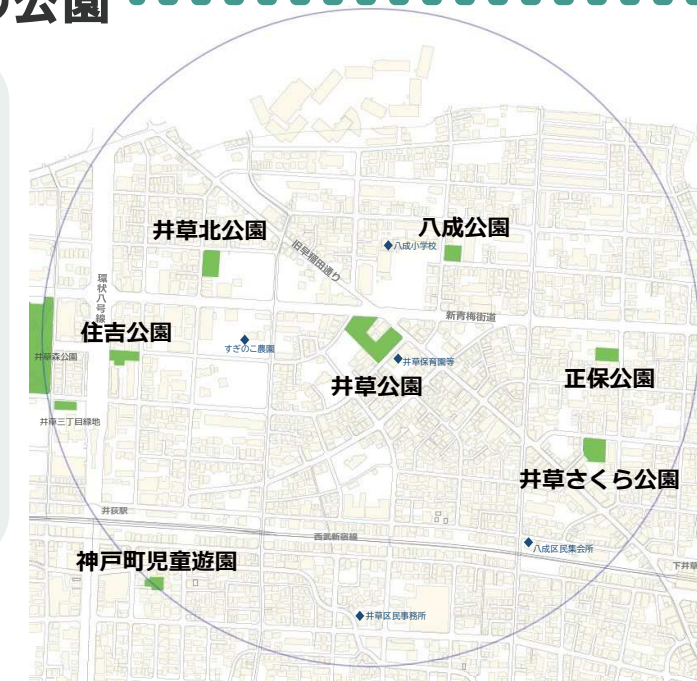 公園
井草北公園
八成公園
八成小学校
旧早稲田通り
環状八号線
新青梅街道
住吉公園
すぎのこ農園
井草森公園
井草保育園等
井草公園
正保公園
井草三丁目緑地
井草さくら公園
井荻駅
西武新宿線
八成区民集会所
神戸町児童遊園
下井草
井草区民事務所